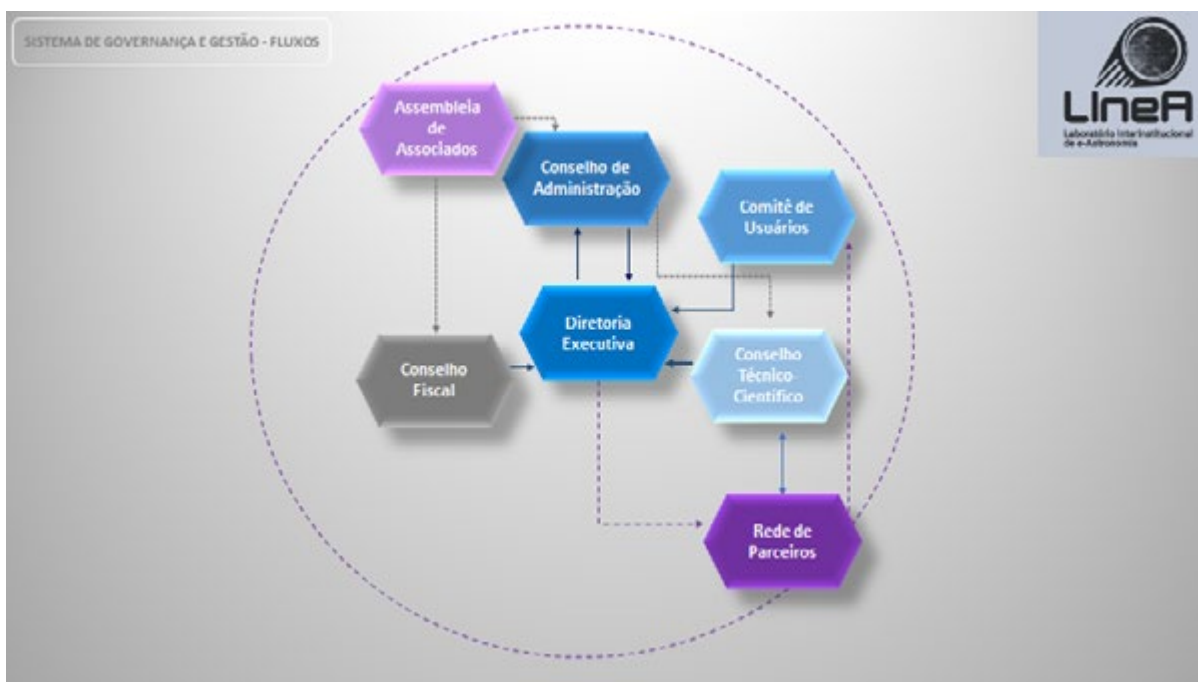 SISTEMA DE GOVERNANÇA E GESTÃO - FLUXOS
LIneA
Laboratório Interinstitucional
de e-Astronomia
Assembleia
de
Associados
Conselho de
Administração
Comitê de
Usuários
Diretoria
Executiva
Conselho
Fiscal
Conselho
Técnico-
Científico
Rede de
Parceiros